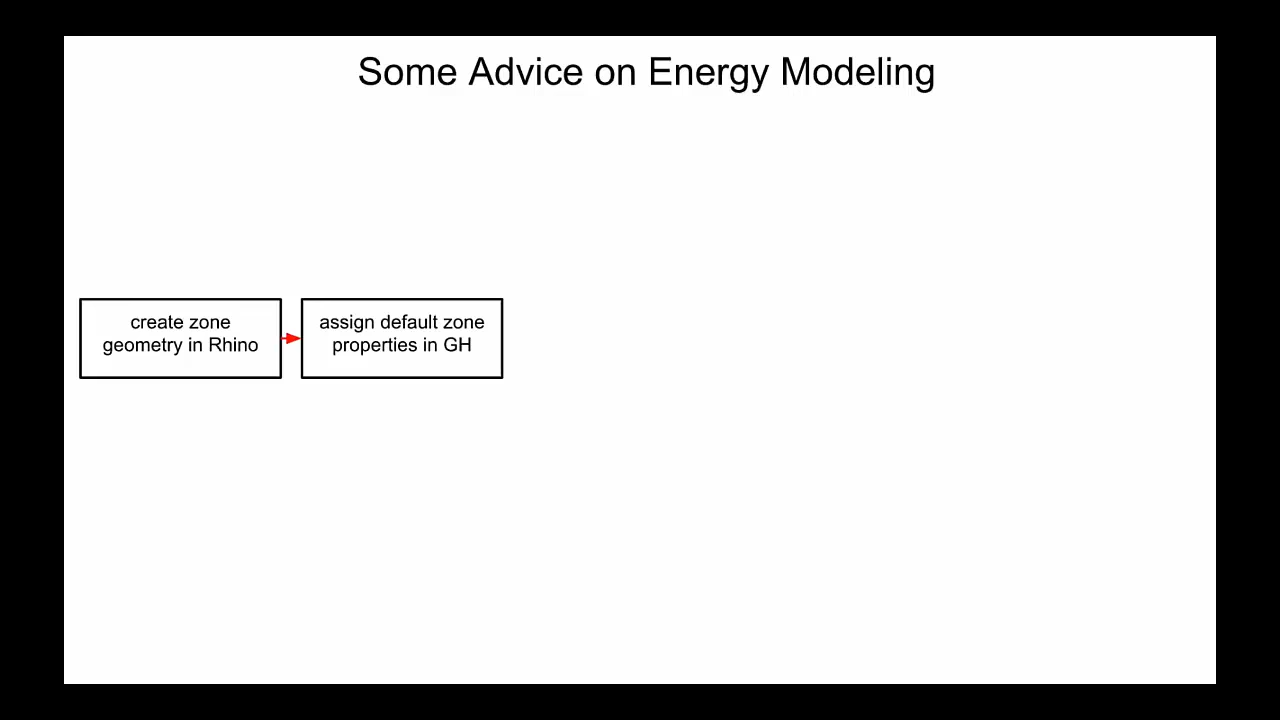 Some Advice on Energy Modeling
create zone
geometry in Rhino
assign default zone
properties in GH